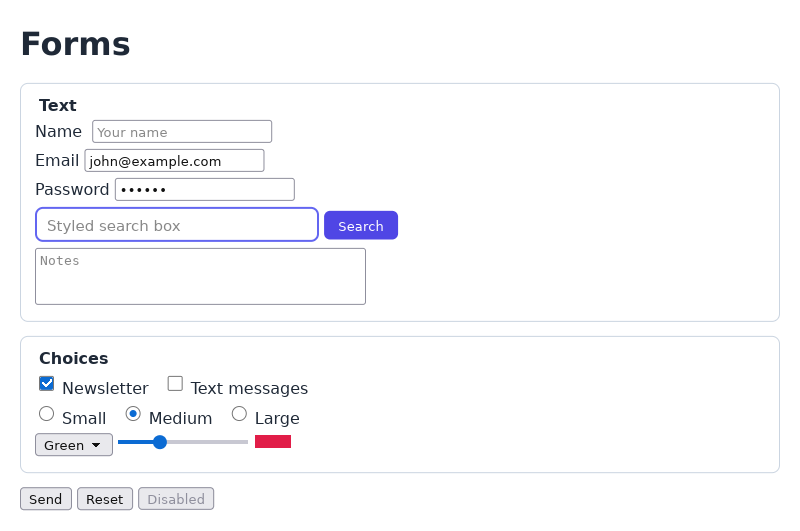 Forms
Text
Name Your name
Email john@example.com
Password ••••••
Styled search box Search
Notes
Choices
Newsletter Text messages
Small Medium Large
Green
Send Reset Disabled